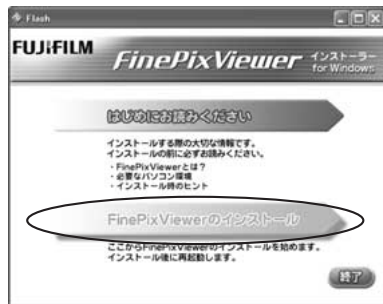 Flash
FUJIFILM
FinePixViewer インストーラー
for Windows
はじめにお読みください
インストールする際の大切な情報です。
インストールの前に必ずお読みください。
・FinePixViewerとは？
・必要なパソコン環境
・インストール時のヒント
FinePixViewerのインストール
ここからFinePixViewerのインストールを始めます。
インストール後に再起動します。
終了